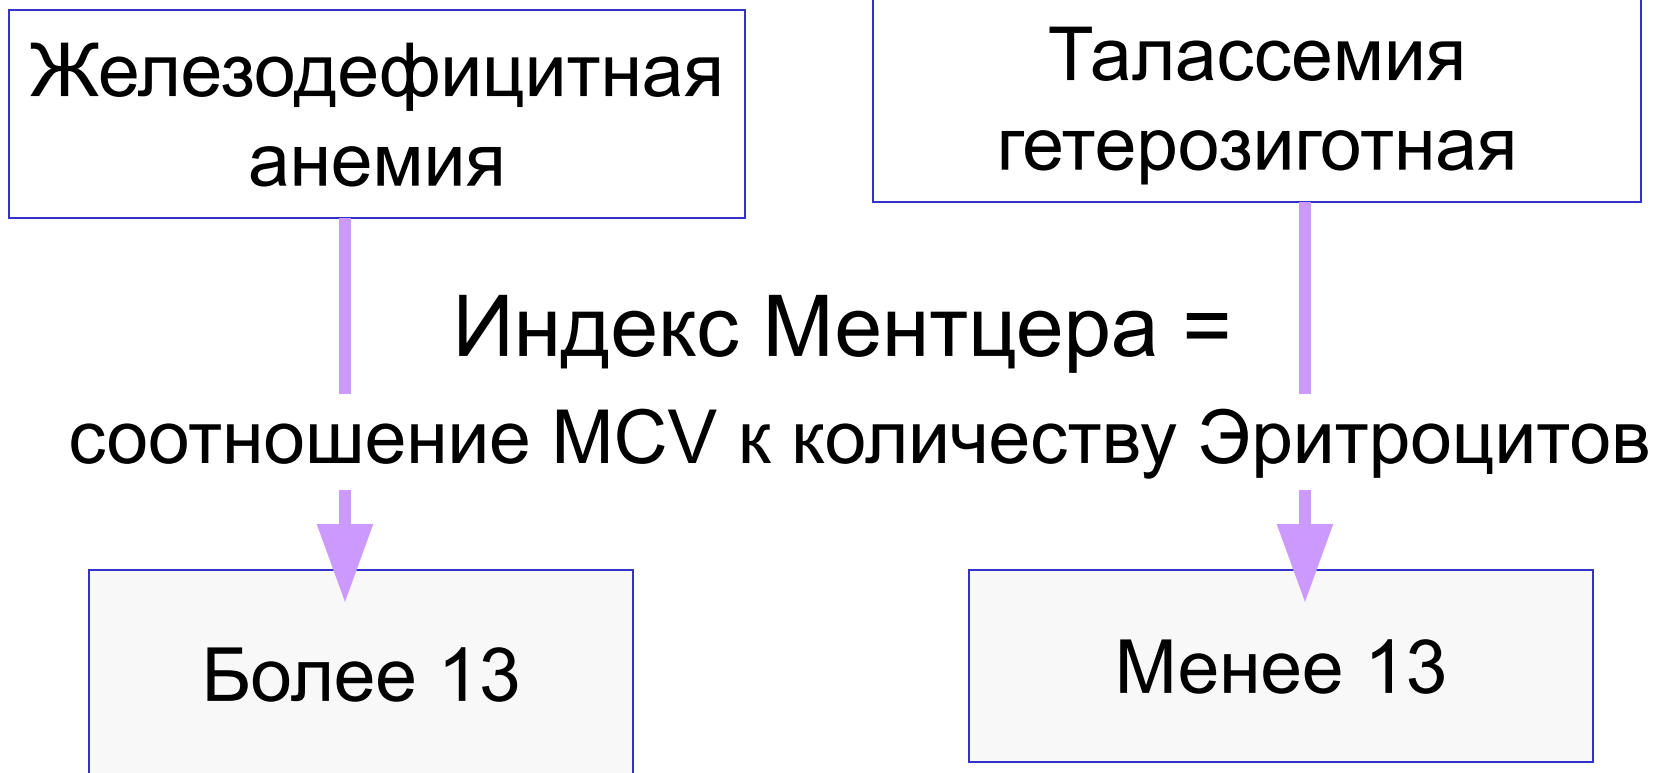 Железодефицитная
анемия
Талассемия
гетерозиготная
Индекс Ментцера =
соотношение MCV к количеству Эритроцитов
Более 13
Менее 13